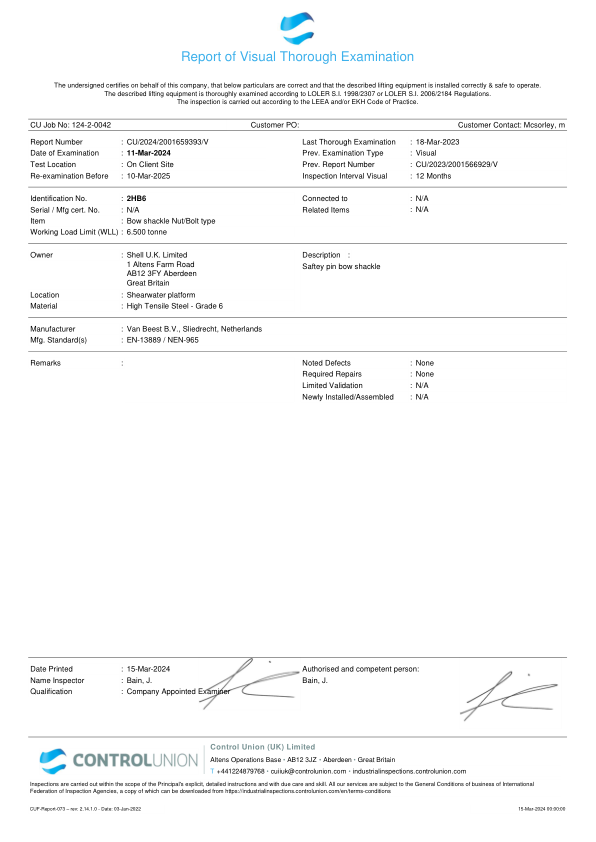 Report of Visual Thorough Examination
The undersigned certifies on behalf of this company, that below particulars are correct and that the described lifting equipment is installed correctly & safe to operate.
The described lifting equipment is thoroughly examined according to LOLER S.I. 1998/2307 or LOLER S.I. 2006/2184 Regulations.
The inspection is carried out according to the LEEA and/or EKH Code of Practice.
CU Job No: 124-2-0042 Customer PO: Customer Contact: Mcsorley, m
Report Number : CU/2024/2001659393/V Last Thorough Examination : 18-Mar-2023
Date of Examination : 11-Mar-2024 Prev. Examination Type : Visual
Test Location : On Client Site Prev. Report Number : CU/2023/2001566929/V
Re-examination Before : 10-Mar-2025 Inspection Interval Visual : 12 Months
Identification No. : 2HB6 Connected to : N/A
Serial / Mfg cert. No. : N/A Related Items : N/A
Item : Bow shackle Nut/Bolt type
Working Load Limit (WLL) : 6.500 tonne
Owner : Shell U.K. Limited Description :
1 Altens Farm Road Saftey pin bow shackle
AB12 3FY Aberdeen
Great Britain
Location : Shearwater platform
Material : High Tensile Steel - Grade 6
Manufacturer : Van Beest B.V., Sliedrecht, Netherlands
Mfg. Standard(s) : EN-13889 / NEN-965
Remarks : Noted Defects : None
Required Repairs : None
Limited Validation : N/A
Newly Installed/Assembled : N/A
Date Printed : 15-Mar-2024 Authorised and competent person:
Name Inspector : Bain, J. Bain, J.
Qualification : Company Appointed Examiner
CONTROLUNION
Control Union (UK) Limited
Altens Operations Base · AB12 3JZ · Aberdeen · Great Britain
T +441224879768 · cuiiuk@controlunion.com · industrialinspections.controlunion.com
Inspections are carried out within the scope of the Principal's explicit, detailed instructions and with due care and skill. All our services are subject to the General Conditions of business of International
Federation of Inspection Agencies, a copy of which can be downloaded from https://industrialinspections.controlunion.com/en/terms-conditions
CUF-Report-073 – rev: 2.14.1.0 - Date: 03-Jun-2022 15-Mar-2024 00:00:00